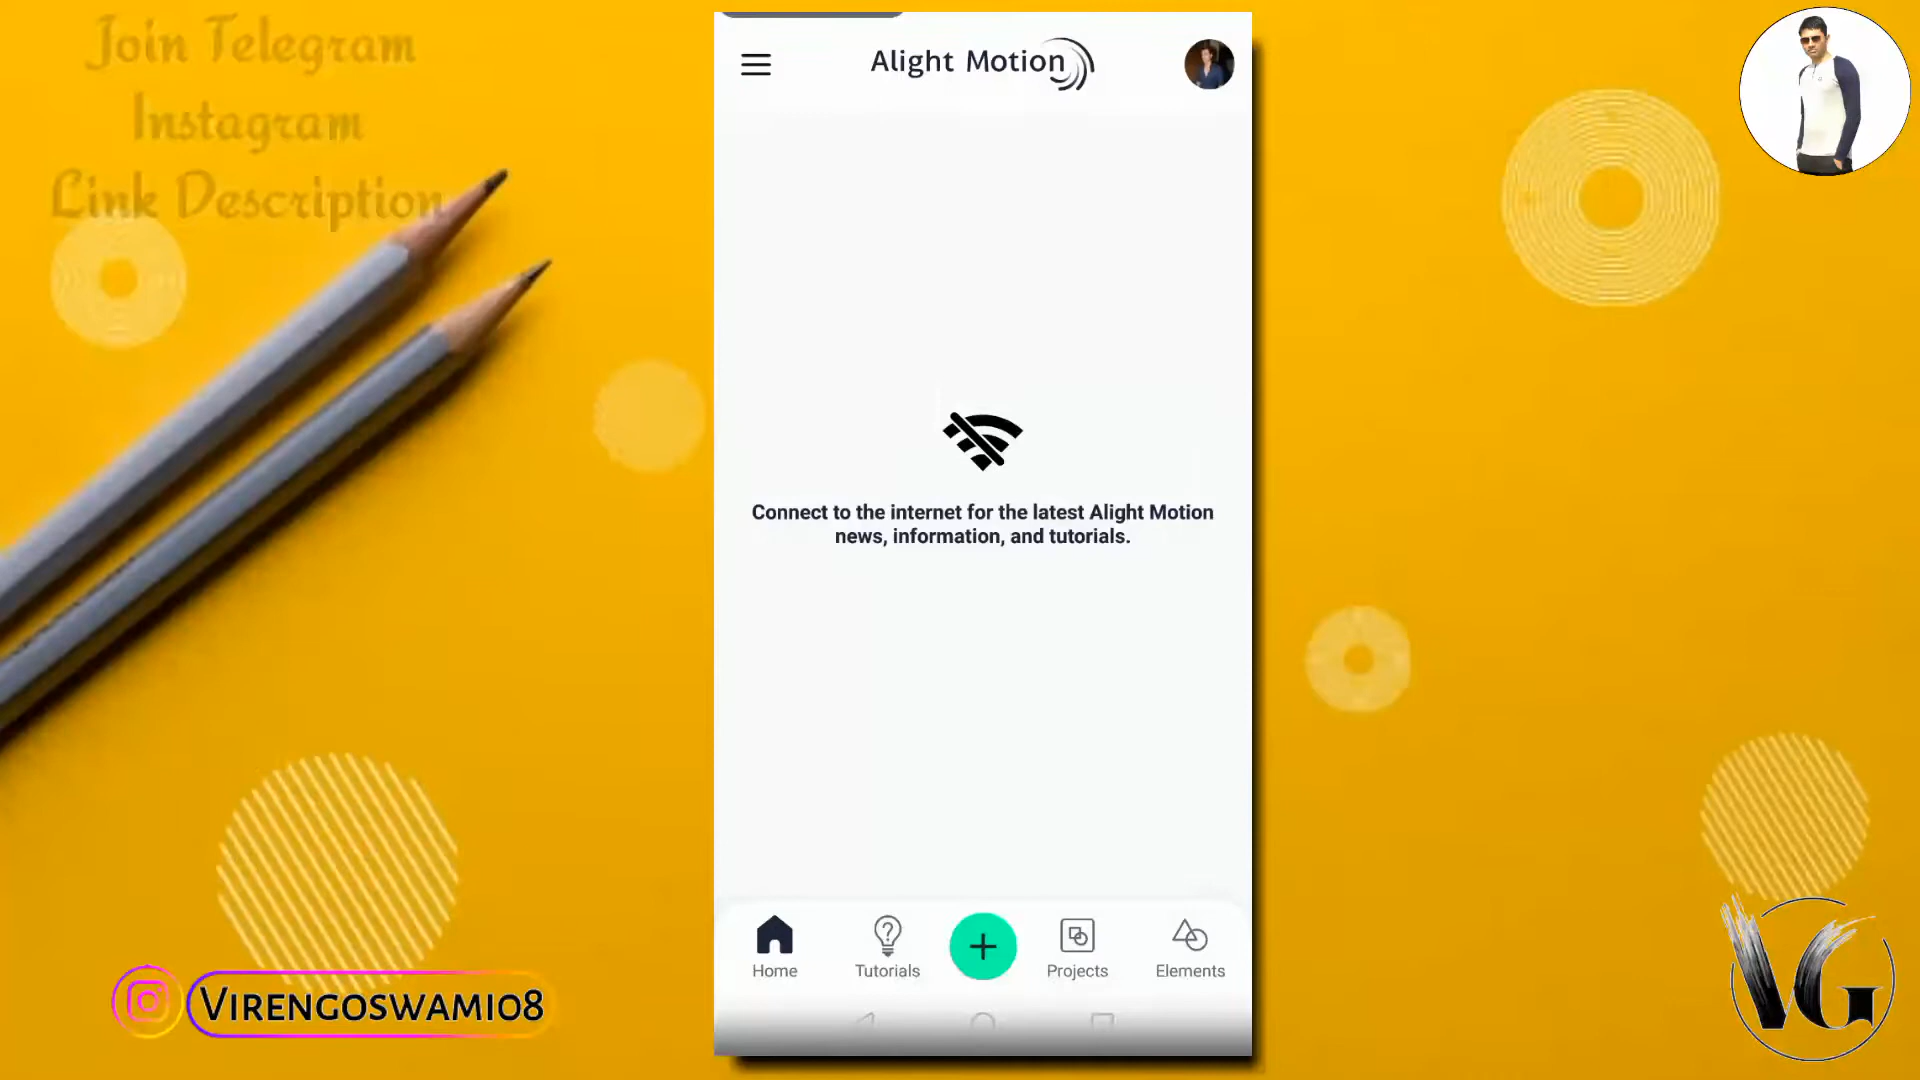 Join Telegram
Instagram
Link Description
Alight Motion
Connect to the internet for the latest Alight Motion
news, information, and tutorials.
Home
Tutorials
Projects
Elements
VIRENGOSWAMI08
VG